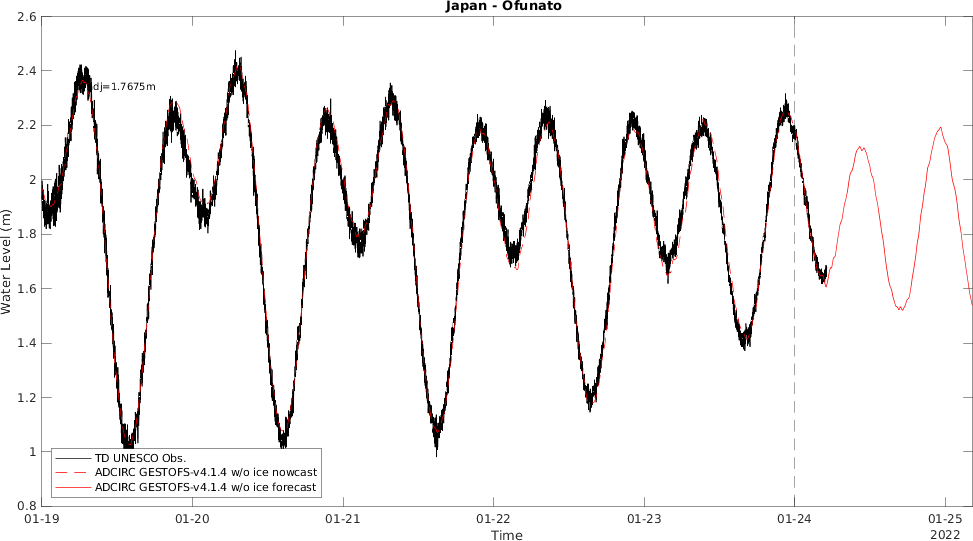 Japan - Ofunato
2.6
2.4
2.2
2
1.8
1.6
1.4
1.2
1
0.8
Water Level (m)
dj=1.7675m
TD UNESCO Obs.
ADCIRC GESTOFS-v4.1.4 w/o ice nowcast
ADCIRC GESTOFS-v4.1.4 w/o ice forecast
01-19 01-20 01-21 01-22 01-23 01-24 01-25
Time
2022